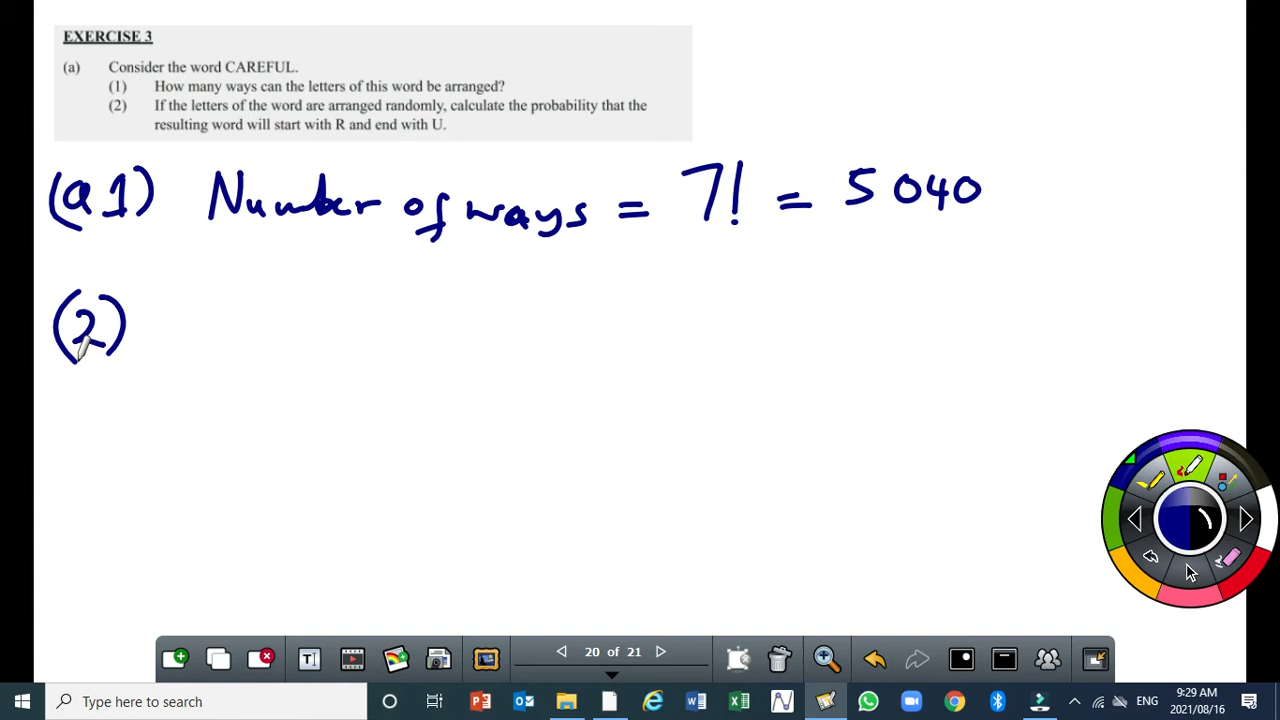 EXERCISE 3
(a) Consider the word CAREFUL.
(1) How many ways can the letters of this word be arranged?
(2) If the letters of the word are arranged randomly, calculate the probability that the
resulting word will start with R and end with U.
(a 1) Number of ways = 7! = 5040
(2)
20 of 21
Type here to search
ENG
9:29 AM
2021/08/16